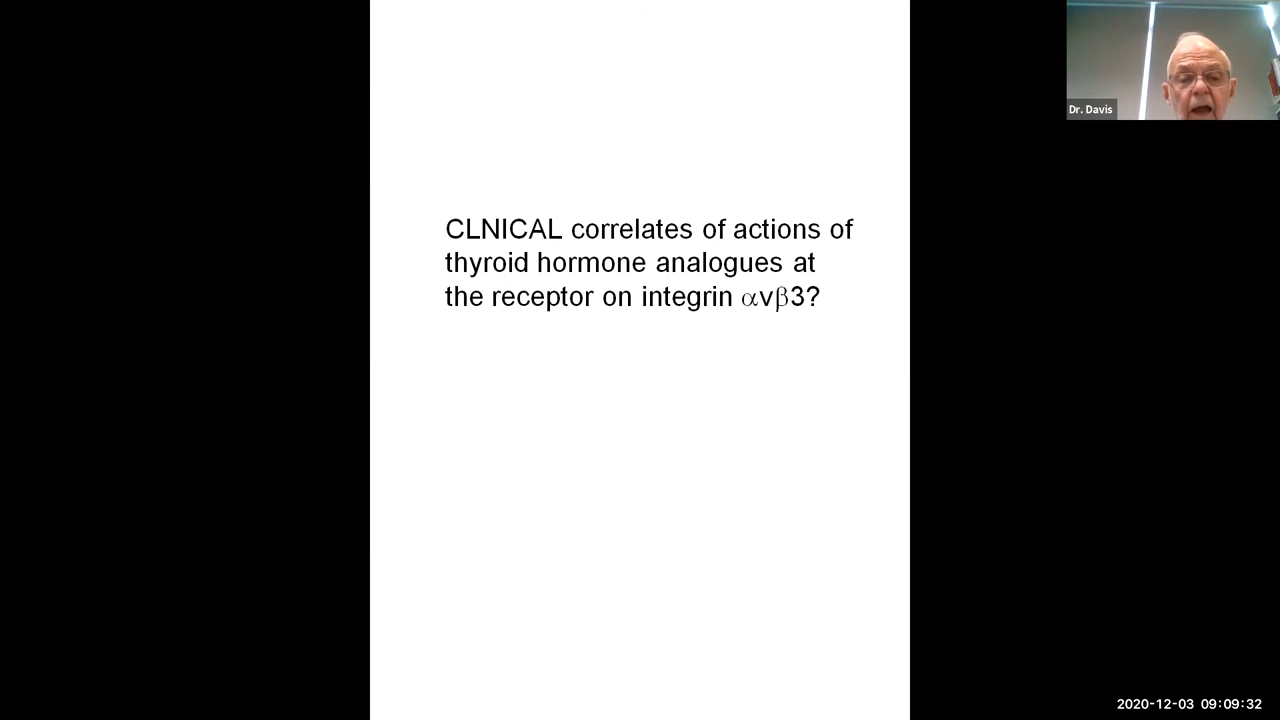 Dr. Davis
CLNICAL correlates of actions of
thyroid hormone analogues at
the receptor on integrin αvβ3?
2020-12-03 09:09:32